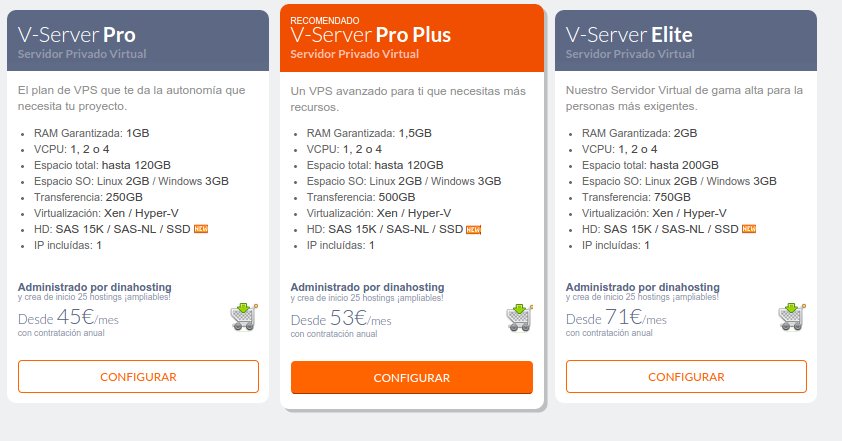 V-Server Pro
Servidor Privado Virtual
El plan de VPS que te da la autonomía que
necesita tu proyecto.
RAM Garantizada: 1GB
VCPU: 1, 2 o 4
Espacio total: hasta 120GB
Espacio SO: Linux 2GB / Windows 3GB
Transferencia: 250GB
Virtualización: Xen / Hyper-V
HD: SAS 15K / SAS-NL / SSD NEW
IP incluídas: 1
Administrado por dinahosting
y crea de inicio 25 hostings ¡ampliables!
Desde 45€/mes
con contratación anual
CONFIGURAR
RECOMENDADO
V-Server Pro Plus
Servidor Privado Virtual
Un VPS avanzado para ti que necesitas más
recursos.
RAM Garantizada: 1,5GB
VCPU: 1, 2 o 4
Espacio total: hasta 120GB
Espacio SO: Linux 2GB / Windows 3GB
Transferencia: 500GB
Virtualización: Xen / Hyper-V
HD: SAS 15K / SAS-NL / SSD NEW
IP incluídas: 1
Administrado por dinahosting
y crea de inicio 25 hostings ¡ampliables!
Desde 53€/mes
con contratación anual
CONFIGURAR
V-Server Elite
Servidor Privado Virtual
Nuestro Servidor Virtual de gama alta para la
personas más exigentes.
RAM Garantizada: 2GB
VCPU: 1, 2 o 4
Espacio total: hasta 200GB
Espacio SO: Linux 2GB / Windows 3GB
Transferencia: 750GB
Virtualización: Xen / Hyper-V
HD: SAS 15K / SAS-NL / SSD NEW
IP incluídas: 1
Administrado por dinahosting
y crea de inicio 25 hostings ¡ampliables!
Desde 71€/mes
con contratación anual
CONFIGURAR